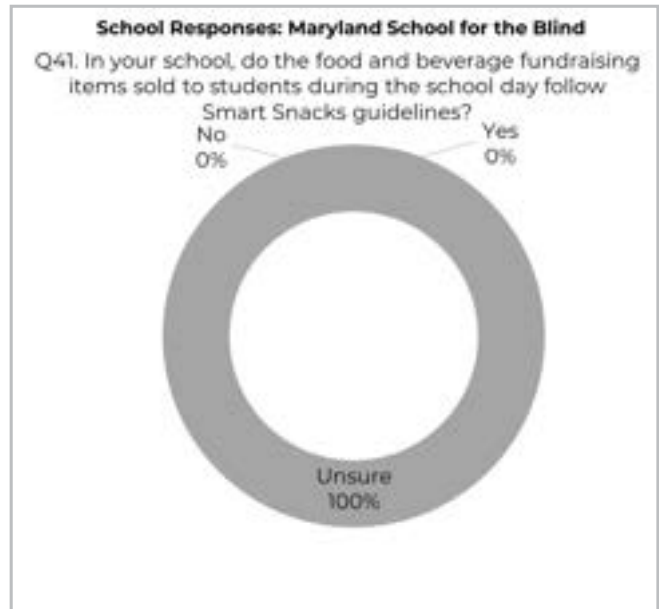 School Responses: Maryland School for the Blind
Q41. In your school, do the food and beverage fundraising
items sold to students during the school day follow
Smart Snacks guidelines?
No
0%
Yes
0%
Unsure
100%